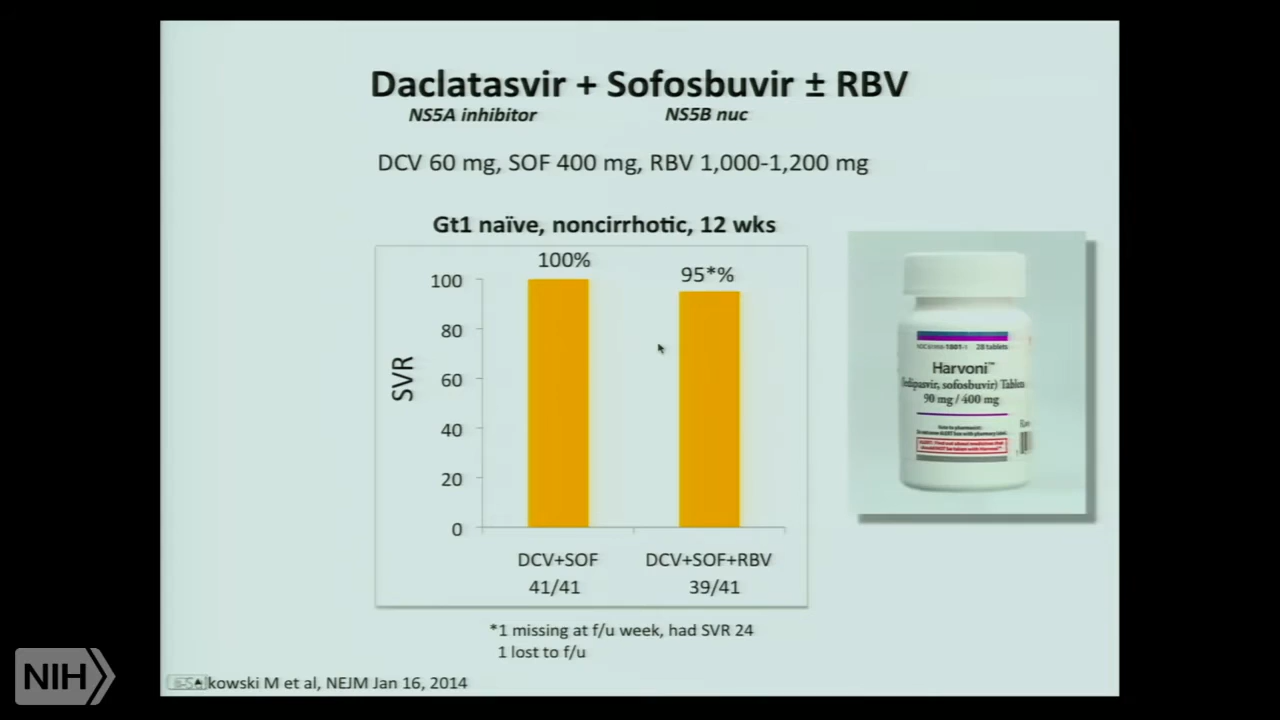 Daclatasvir + Sofosbuvir ± RBV
NS5A inhibitor NS5B nuc
DCV 60 mg, SOF 400 mg, RBV 1,000-1,200 mg
Gt1 naïve, noncirrhotic, 12 wks
100%
95*%
100
80
60
40
20
0
SVR
DCV+SOF
41/41
DCV+SOF+RBV
39/41
*1 missing at f/u week, had SVR 24
1 lost to f/u
28 tablets
Harvoni™
sofosbuvir) Tablets
90 mg / 400 mg
kowski M et al, NEJM Jan 16, 2014
NIH